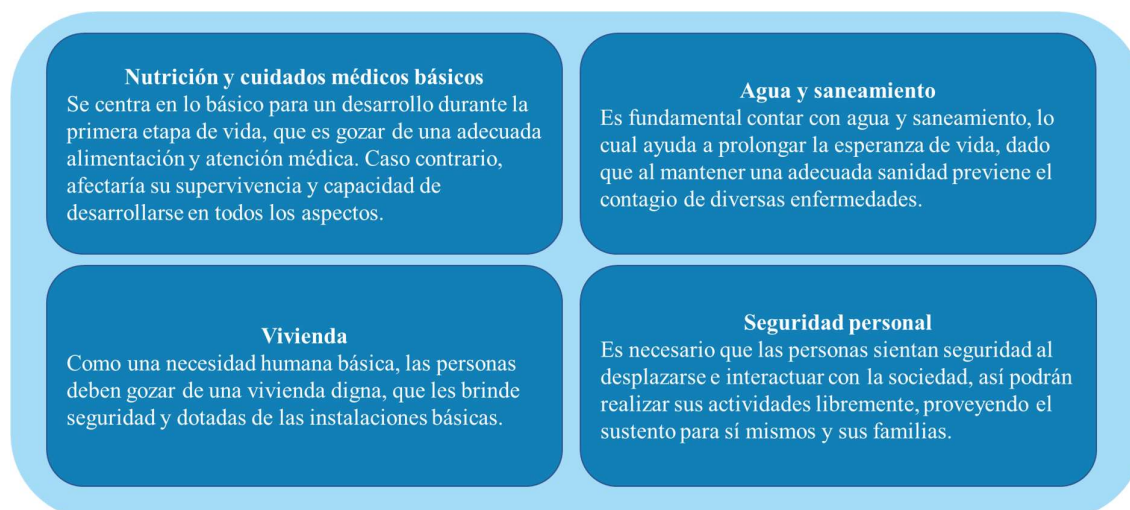 Nutrición y cuidados médicos básicos
Se centra en lo básico para un desarrollo durante la
primera etapa de vida, que es gozar de una adecuada
alimentación y atención médica. Caso contrario,
afectaría su supervivencia y capacidad de
desarrollarse en todos los aspectos.
Agua y saneamiento
Es fundamental contar con agua y saneamiento, lo
cual ayuda a prolongar la esperanza de vida, dado
que al mantener una adecuada sanidad previene el
contagio de diversas enfermedades.
Vivienda
Como una necesidad humana básica, las personas
deben gozar de una vivienda digna, que les brinde
seguridad y dotadas de las instalaciones básicas.
Seguridad personal
Es necesario que las personas sientan seguridad al
desplazarse e interactuar con la sociedad, así podrán
realizar sus actividades libremente, proveyendo el
sustento para sí mismos y sus familias.